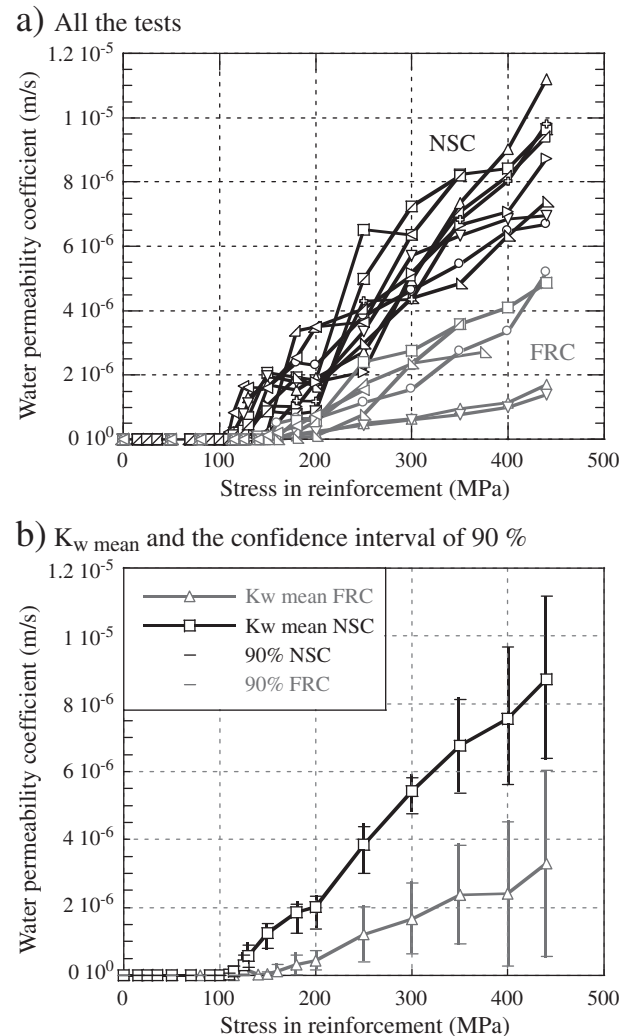 a) All the tests
1.2 10⁻⁵
1 10⁻⁵
8 10⁻⁶
6 10⁻⁶
4 10⁻⁶
2 10⁻⁶
0 10⁰
Water permeability coefficient (m/s)
NSC
FRC
0 100 200 300 400 500
Stress in reinforcement (MPa)
b) Kw mean and the confidence interval of 90 %
1.2 10⁻⁵
1 10⁻⁵
8 10⁻⁶
6 10⁻⁶
4 10⁻⁶
2 10⁻⁶
0 10⁰
Water permeability coefficient (m/s)
Kw mean FRC
Kw mean NSC
90% NSC
90% FRC
0 100 200 300 400 500
Stress in reinforcement (MPa)